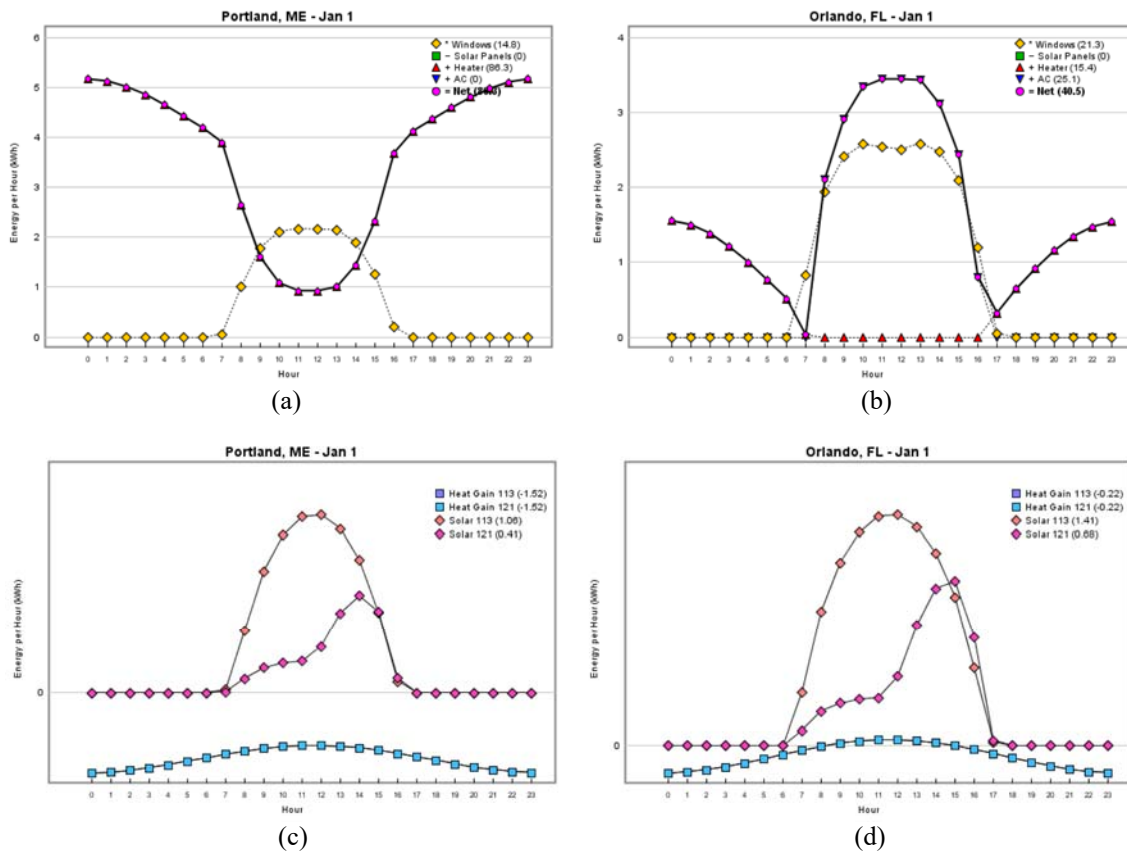 Portland, ME - Jan 1
6
5
4
3
2
1
0
Energy per Hour (kWh)
* Windows (14.8)
− Solar Panels (0)
+ Heater (86.3)
+ AC (0)
= Net
0 1 2 3 4 5 6 7 8 9 10 11 12 13 14 15 16 17 18 19 20 21 22 23
Hour
(a)
Orlando, FL - Jan 1
4
3
2
1
0
Energy per Hour (kWh)
* Windows (21.3)
− Solar Panels (0)
+ Heater (15.4)
+ AC (25.1)
= Net (40.5)
0 1 2 3 4 5 6 7 8 9 10 11 12 13 14 15 16 17 18 19 20 21 22 23
Hour
(b)
Portland, ME - Jan 1
0
Energy per Hour (kWh)
Heat Gain 113 (-1.52)
Heat Gain 121 (-1.52)
Solar 113 (1.06)
Solar 121 (0.41)
0 1 2 3 4 5 6 7 8 9 10 11 12 13 14 15 16 17 18 19 20 21 22 23
Hour
(c)
Orlando, FL - Jan 1
0
Energy per Hour (kWh)
Heat Gain 113 (-0.22)
Heat Gain 121 (-0.22)
Solar 113 (1.41)
Solar 121 (0.68)
0 1 2 3 4 5 6 7 8 9 10 11 12 13 14 15 16 17 18 19 20 21 22 23
Hour
(d)